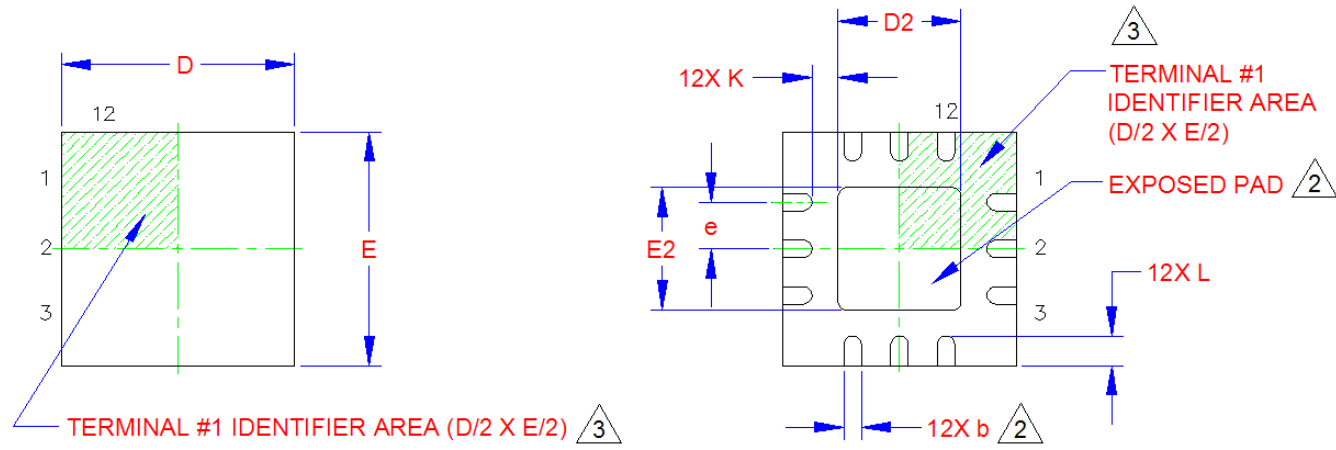 D
12
1
2
3
E
TERMINAL #1 IDENTIFIER AREA (D/2 X E/2) 3
D2
3
12X K
12
TERMINAL #1
IDENTIFIER AREA
(D/2 X E/2)
1
EXPOSED PAD 2
e
E2
2
12X L
3
12X b 2